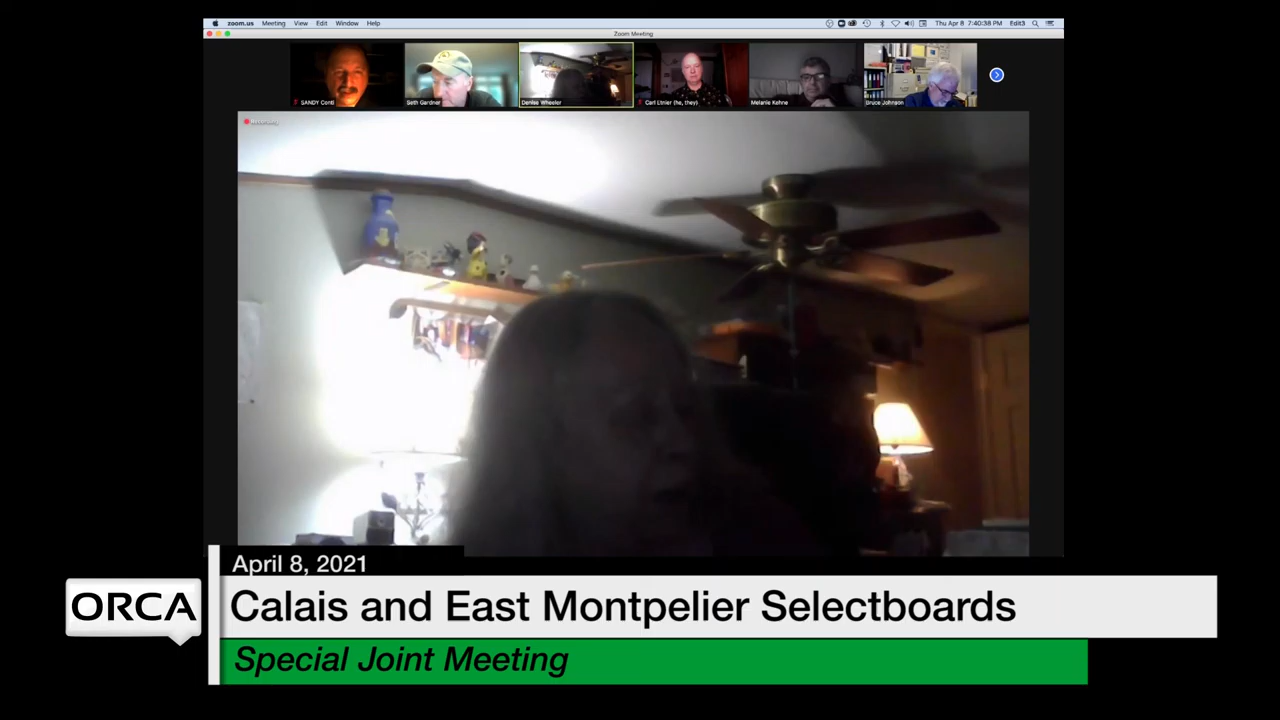 zoom.us Meeting View Edit Window Help
Thu Apr 8 7:40:38 PM Edit3
Zoom Meeting
SANDY Conti
Seth Gardner
Denise Wheeler
Carl Etnier (he, they)
Melanie Kehne
Bruce Johnson
Recording
April 8, 2021
ORCA
Calais and East Montpelier Selectboards
Special Joint Meeting